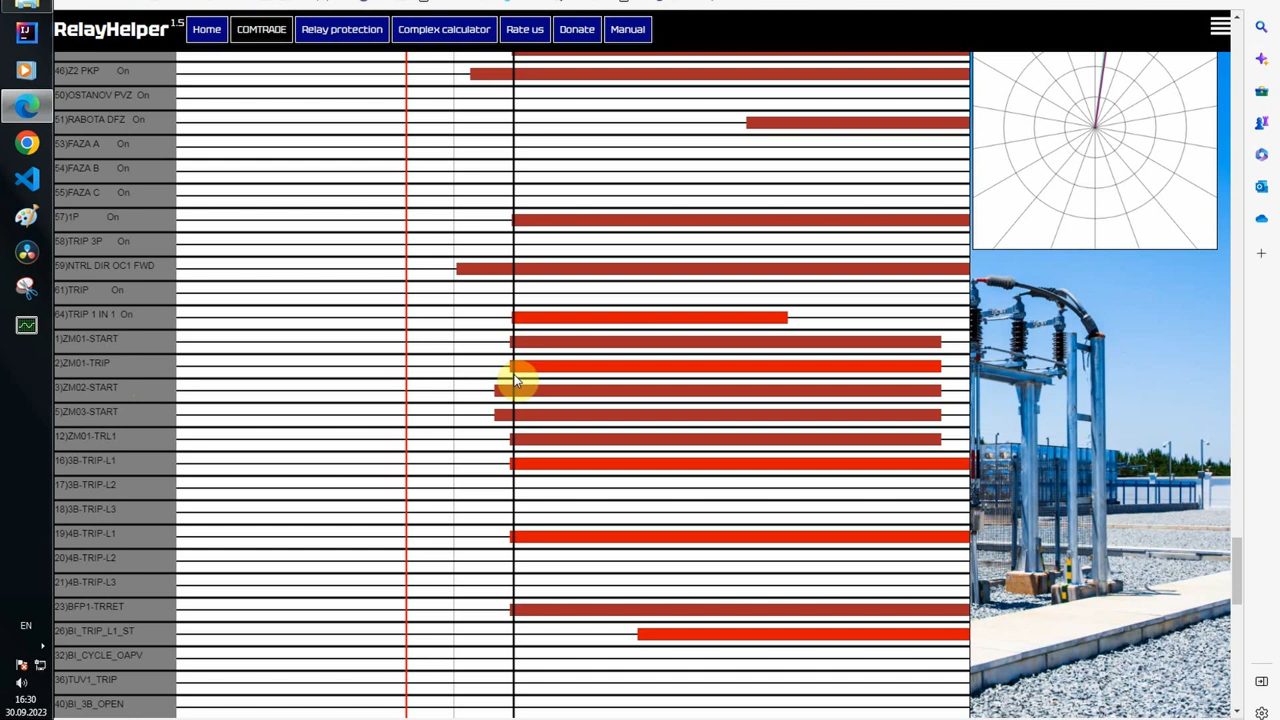 RelayHelper 1.5 Home COMTRADE Relay protection Complex calculator Rate us Donate Manual
46)Z2 PKP On
50)OSTANOV PVZ On
51)RABOTA DFZ On
53)FAZA A On
54)FAZA B On
55)FAZA C On
57)1P On
58)TRIP 3P On
59)NTRL DIR OC1 FWD
61)TRIP On
64)TRIP 1 IN 1 On
1)ZM01-START
2)ZM01-TRIP
3)ZM02-START
5)ZM03-START
12)ZM01-TRL1
16)3B-TRIP-L1
17)3B-TRIP-L2
18)3B-TRIP-L3
19)4B-TRIP-L1
20)4B-TRIP-L2
21)4B-TRIP-L3
23)BFP1-TRRET
26)BI_TRIP_L1_ST
32)BI_CYCLE_OAPV
36)TUV1_TRIP
40)BI_3B_OPEN
IJ
EN
16:30
30.09.2023